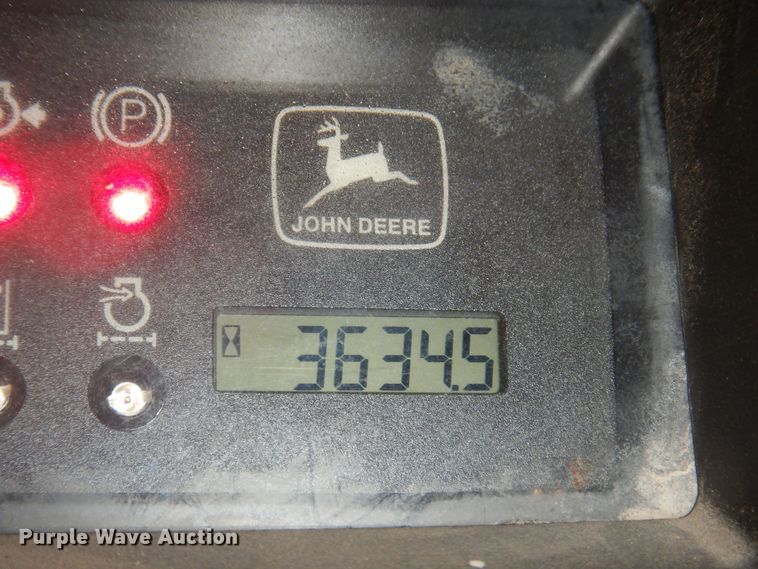 P
JOHN DEERE
3634.5
Purple Wave Auction